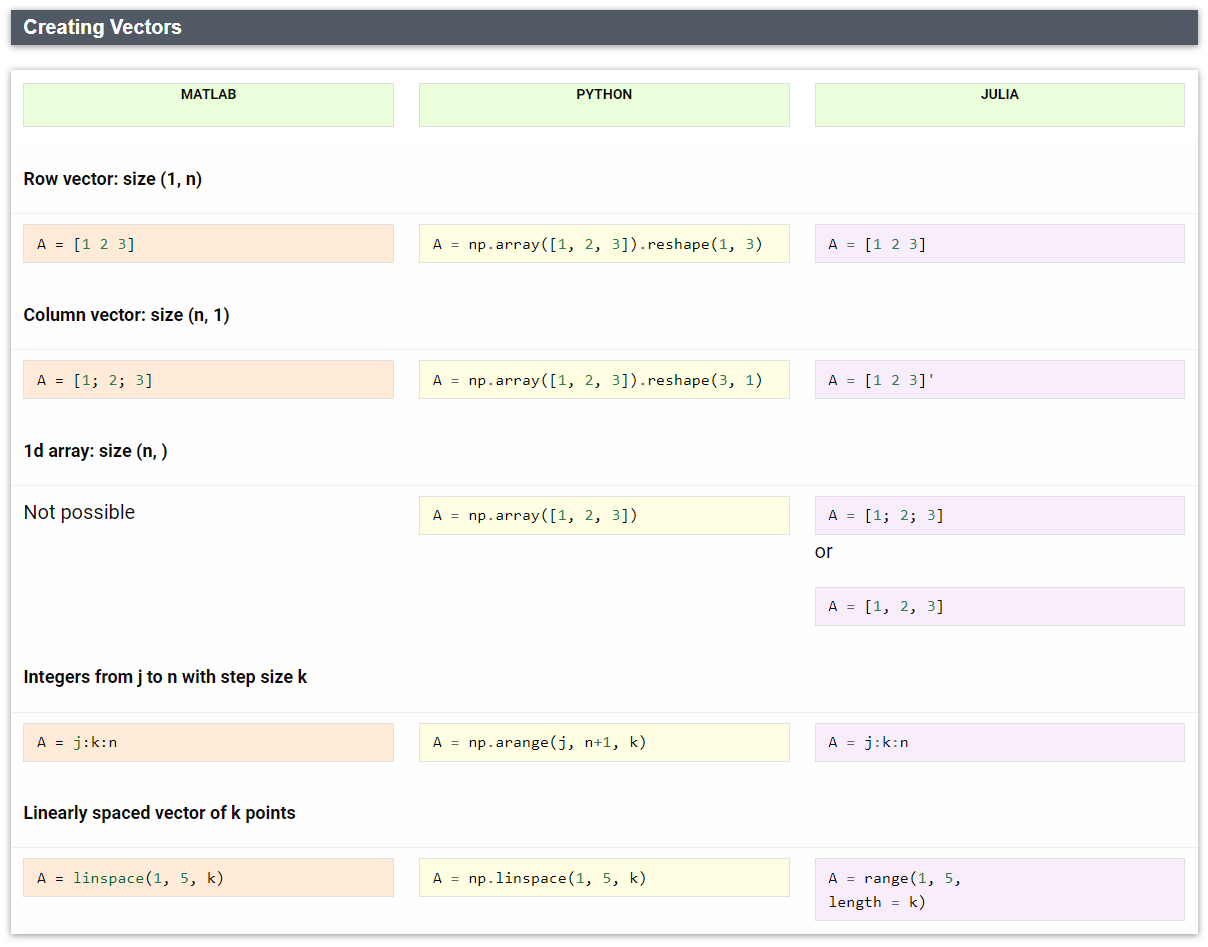 Creating Vectors
MATLAB
PYTHON
JULIA
Row vector: size (1, n)
A = [1 2 3]
A = np.array([1, 2, 3]).reshape(1, 3)
A = [1 2 3]
Column vector: size (n, 1)
A = [1; 2; 3]
A = np.array([1, 2, 3]).reshape(3, 1)
A = [1 2 3]'
1d array: size (n, )
Not possible
A = np.array([1, 2, 3])
A = [1; 2; 3]
or
A = [1, 2, 3]
Integers from j to n with step size k
A = j:k:n
A = np.arange(j, n+1, k)
A = j:k:n
Linearly spaced vector of k points
A = linspace(1, 5, k)
A = np.linspace(1, 5, k)
A = range(1, 5,
length = k)